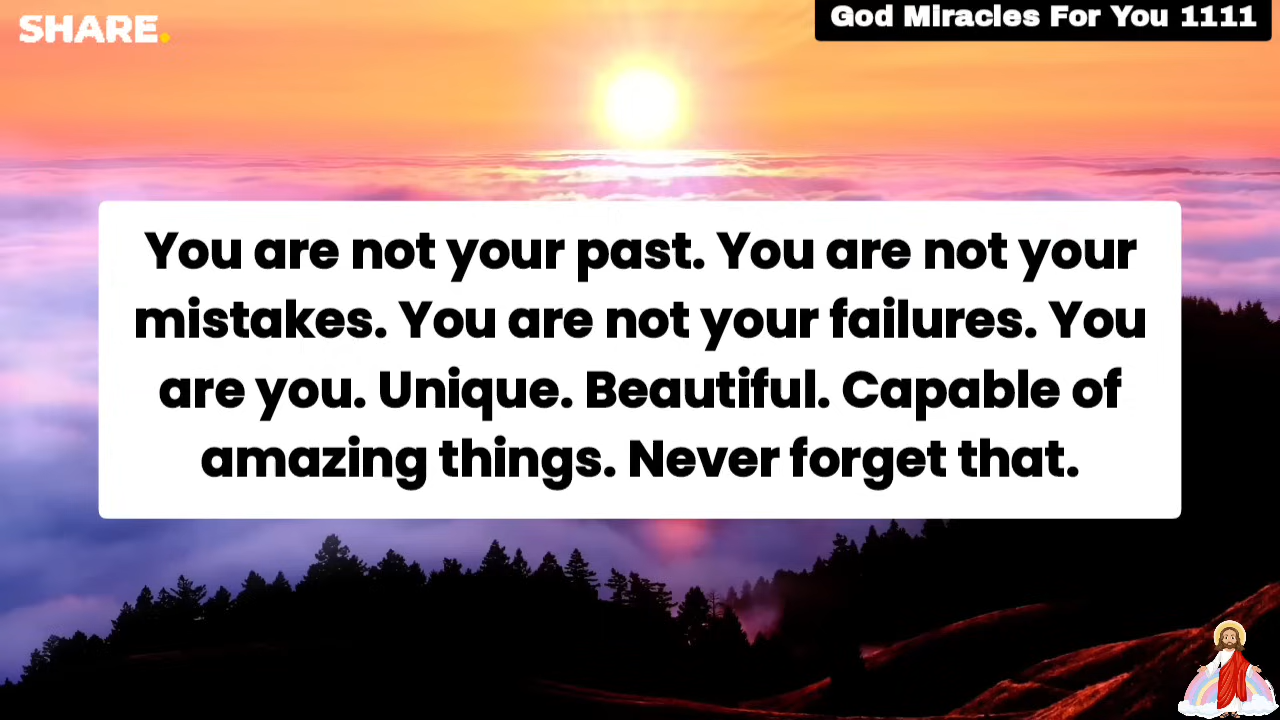 SHARE.
God Miracles For You 1111
You are not your past. You are not your
mistakes. You are not your failures. You
are you. Unique. Beautiful. Capable of
amazing things. Never forget that.